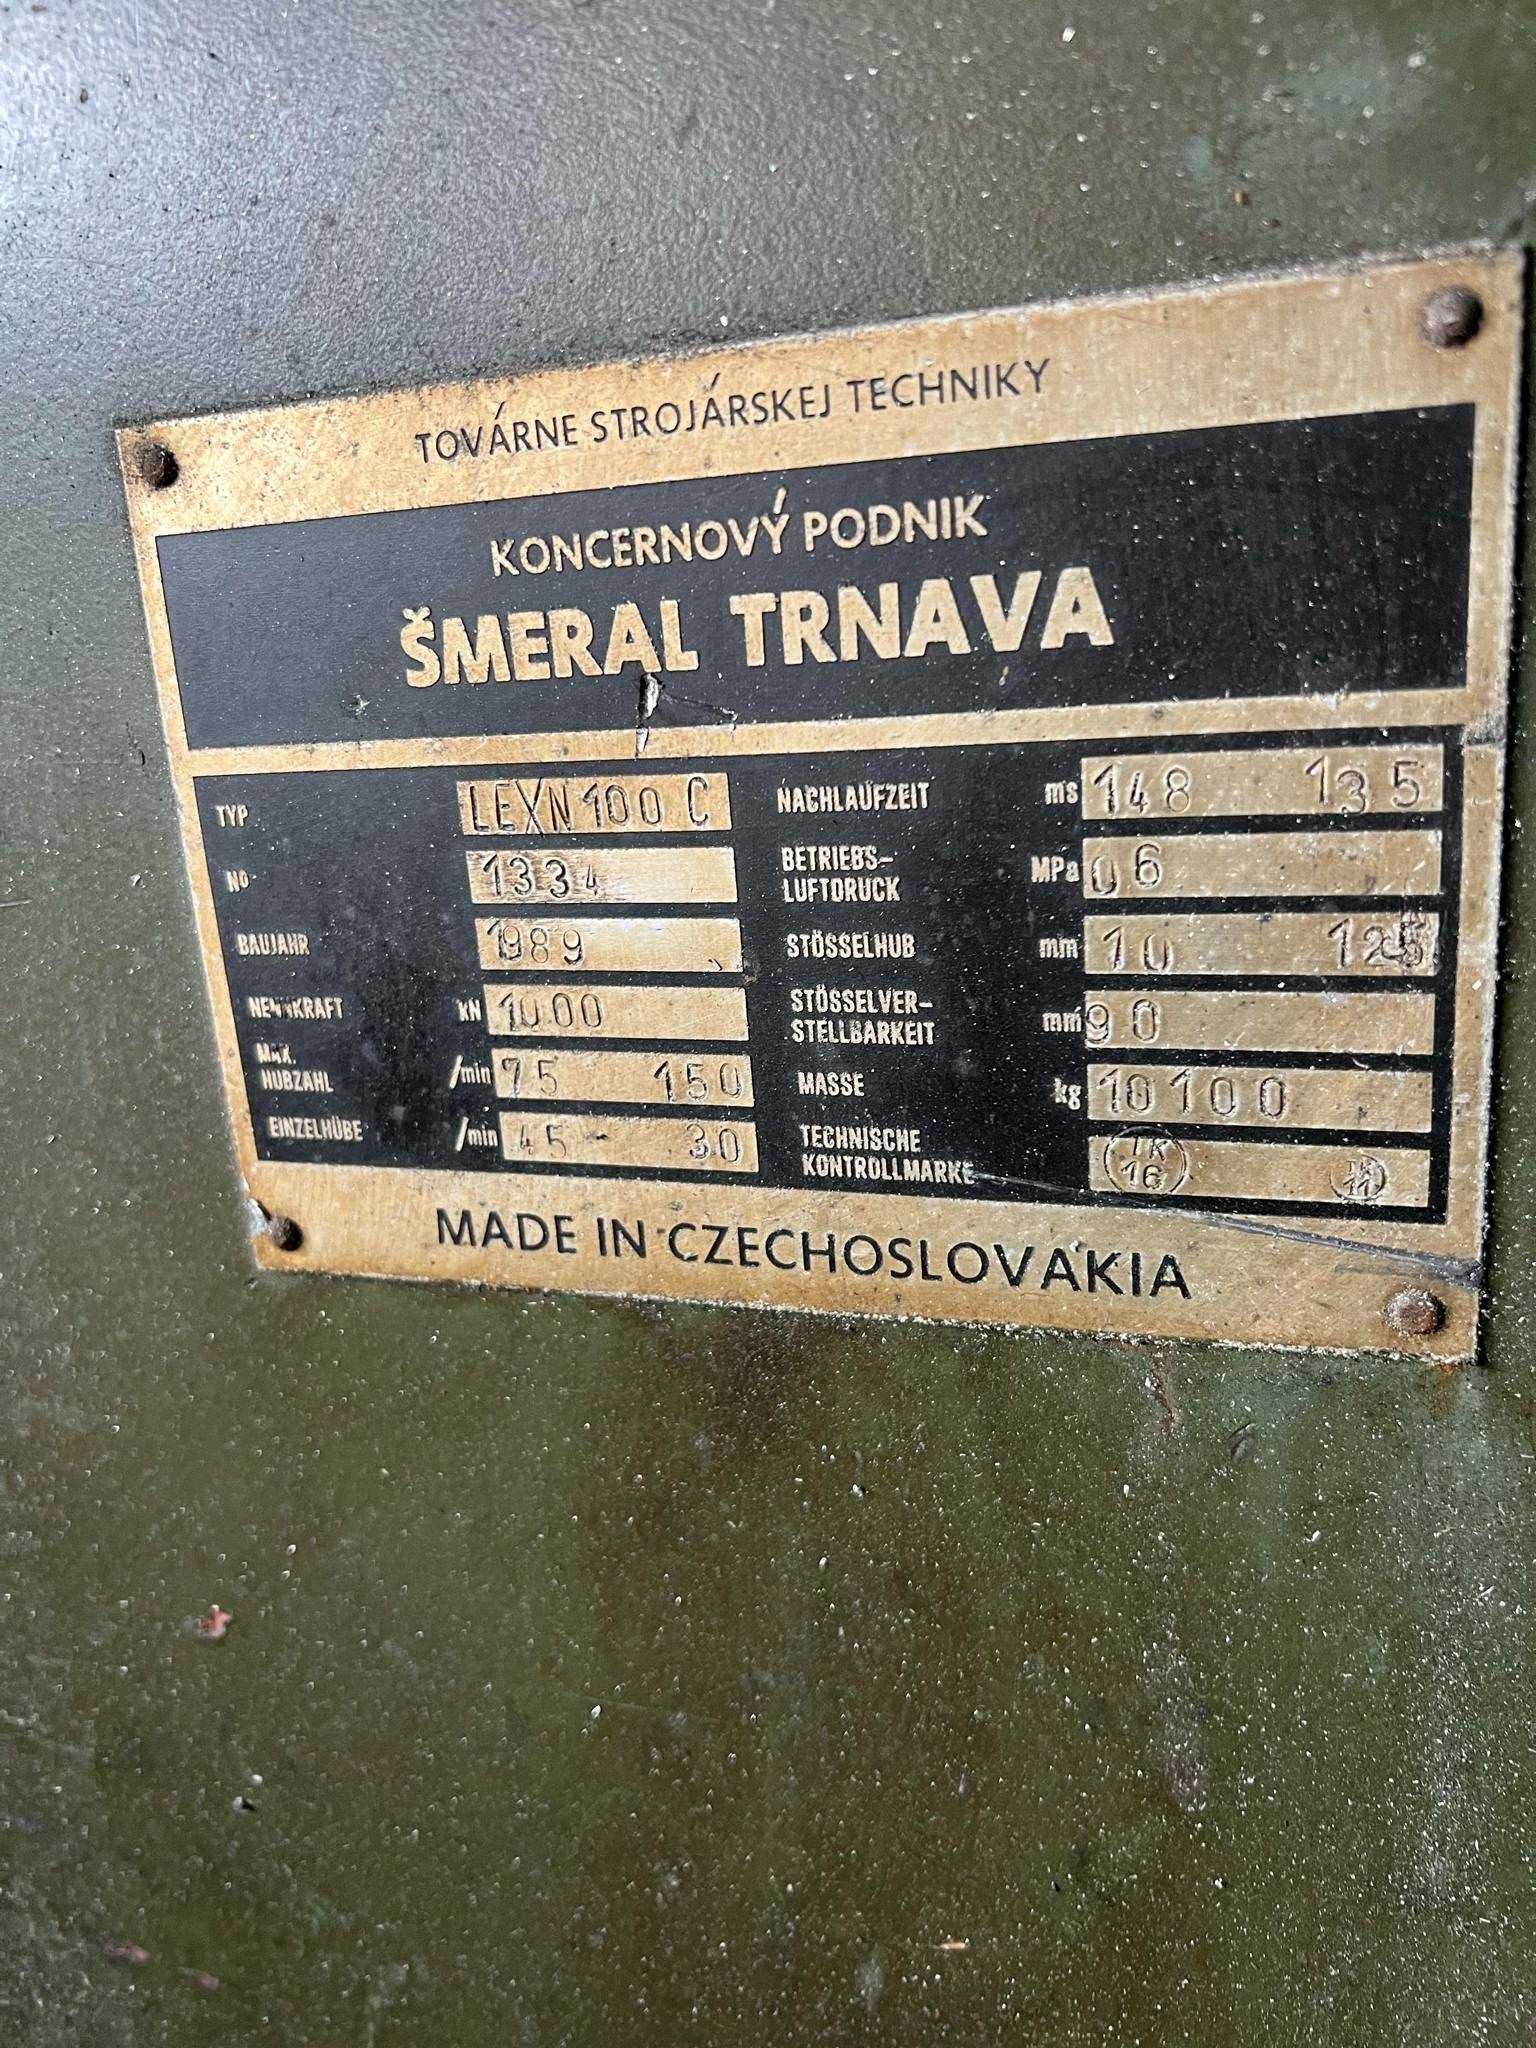 TOVÁRNE STROJÁRSKEJ TECHNIKY
KONCERNOVÝ PODNIK
ŠMERAL TRNAVA
TYP LEXN 100 C
No 1334
BAUJAHR 1989
NENNKRAFT kN 1000
MAX. HUBZAHL /min 75 150
EINZELHÜBE /min 45 - 30
NACHLAUFZEIT ms 148 135
BETRIEBS-
LUFTDRUCK MPa 06
STÖSSELHUB mm 10 125
STÖSSELVER-
STELLBARKEIT mm 90
MASSE kg 10100
TECHNISCHE
KONTROLLMARKE TK 16
MADE IN CZECHOSLOVAKIA